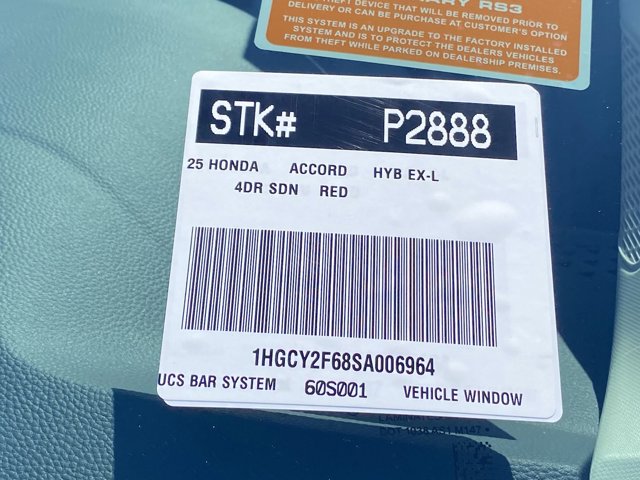 ARY RS3
THEFT DEVICE THAT WILL BE REMOVED PRIOR TO
DELIVERY OR CAN BE PURCHASE AT CUSTOMER'S OPTION
THIS SYSTEM IS AN UPGRADE TO THE FACTORY INSTALLED
SYSTEM AND IS TO PROTECT THE DEALERS VEHICLES
FROM THEFT WHILE PARKED ON DEALERSHIP PREMISES.
STK# P2888
25 HONDA ACCORD HYB EX-L
4DR SDN RED
1HGCY2F68SA006964
UCS BAR SYSTEM 60S001 VEHICLE WINDOW
LAMINATED